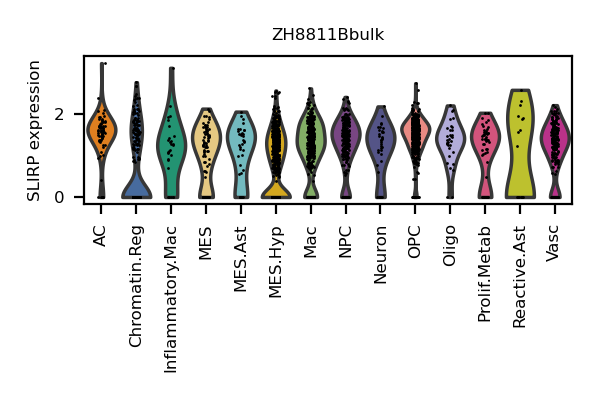 ZH8811Bbulk
SLIRP expression
2
0
AC
Chromatin.Reg
Inflammatory.Mac
MES
MES.Ast
MES.Hyp
Mac
NPC
Neuron
OPC
Oligo
Prolif.Metab
Reactive.Ast
Vasc